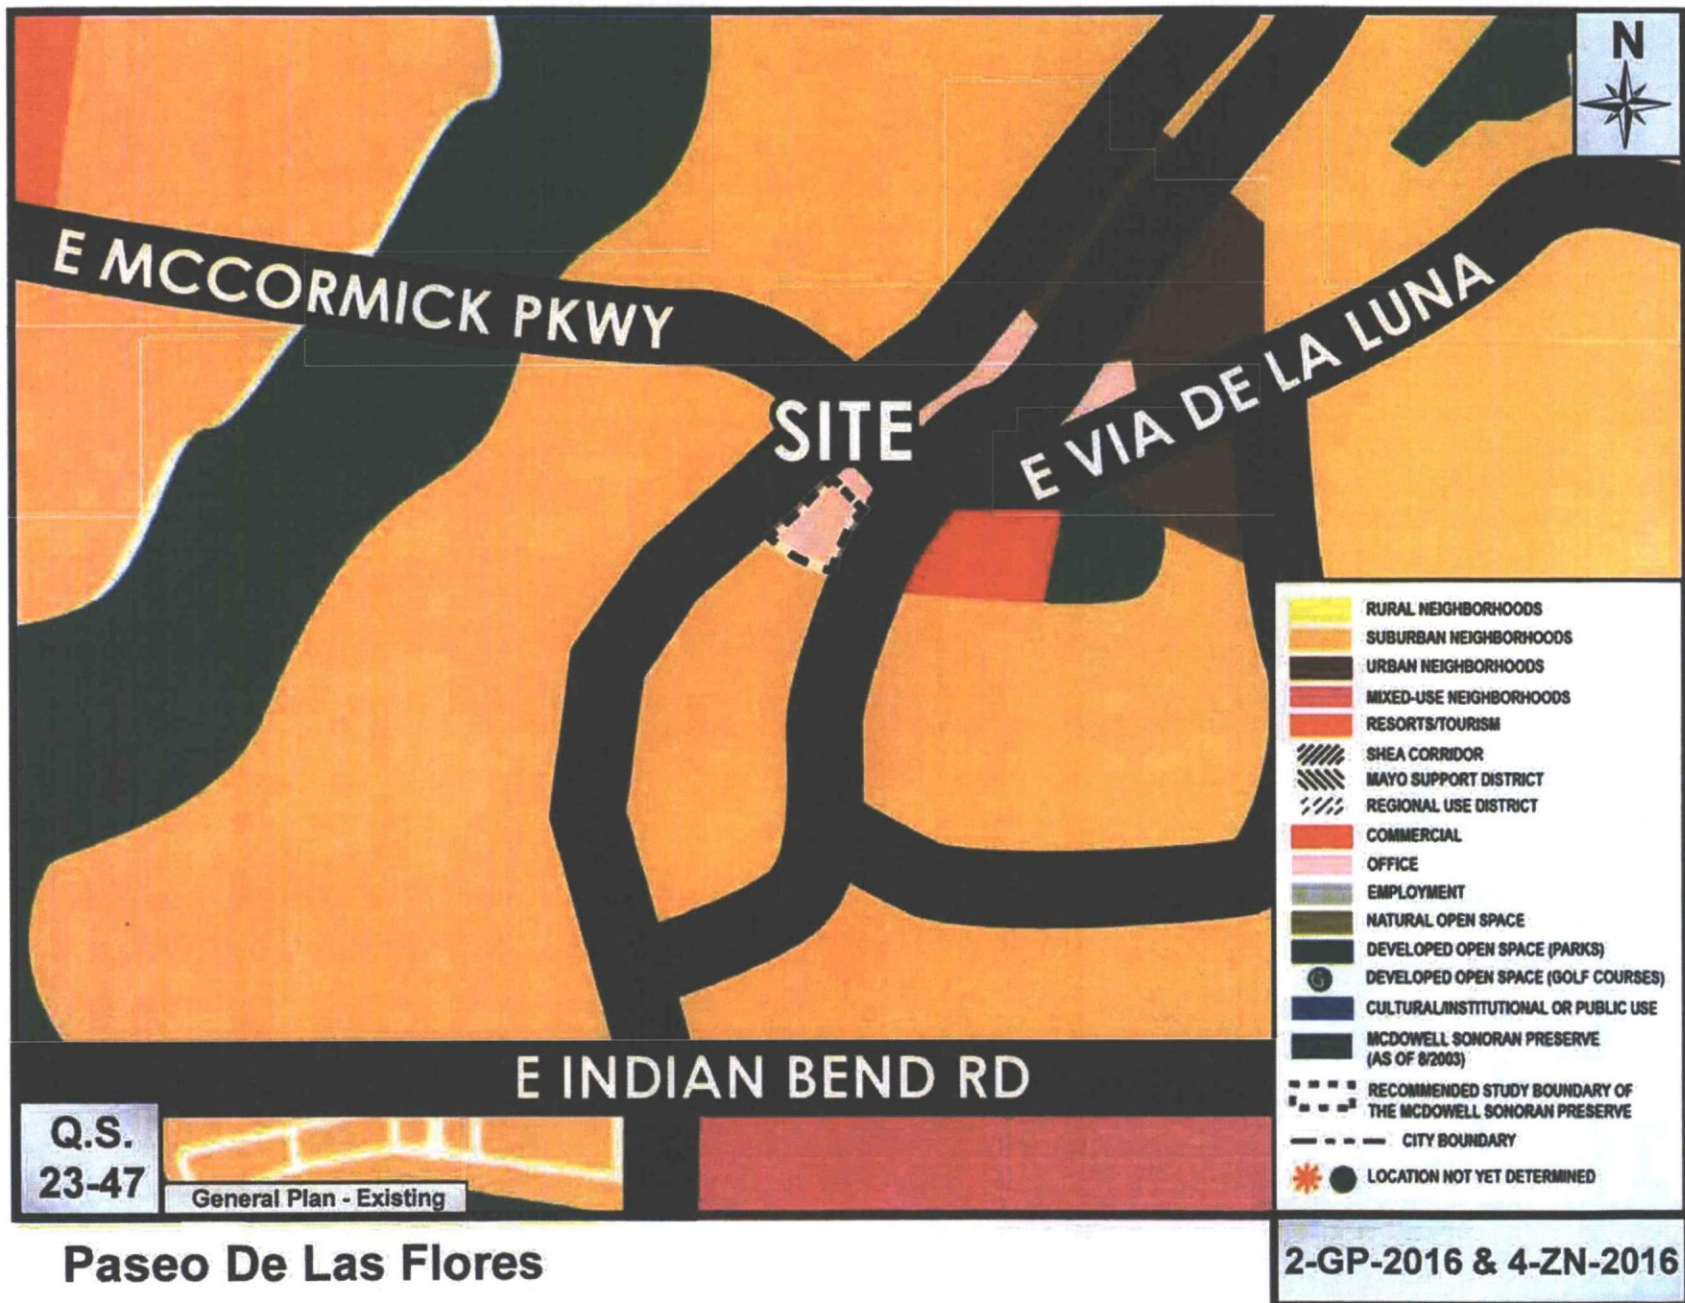 N
E MCCORMICK PKWY
SITE
E VIA DE LA LUNA
RURAL NEIGHBORHOODS
SUBURBAN NEIGHBORHOODS
URBAN NEIGHBORHOODS
MIXED-USE NEIGHBORHOODS
RESORTS/TOURISM
SHEA CORRIDOR
MAYO SUPPORT DISTRICT
REGIONAL USE DISTRICT
COMMERCIAL
OFFICE
EMPLOYMENT
NATURAL OPEN SPACE
DEVELOPED OPEN SPACE (PARKS)
G DEVELOPED OPEN SPACE (GOLF COURSES)
CULTURAL/INSTITUTIONAL OR PUBLIC USE
MCDOWELL SONORAN PRESERVE
(AS OF 8/2003)
RECOMMENDED STUDY BOUNDARY OF
THE MCDOWELL SONORAN PRESERVE
CITY BOUNDARY
LOCATION NOT YET DETERMINED
E INDIAN BEND RD
Q.S.
23-47
General Plan - Existing
Paseo De Las Flores
2-GP-2016 & 4-ZN-2016